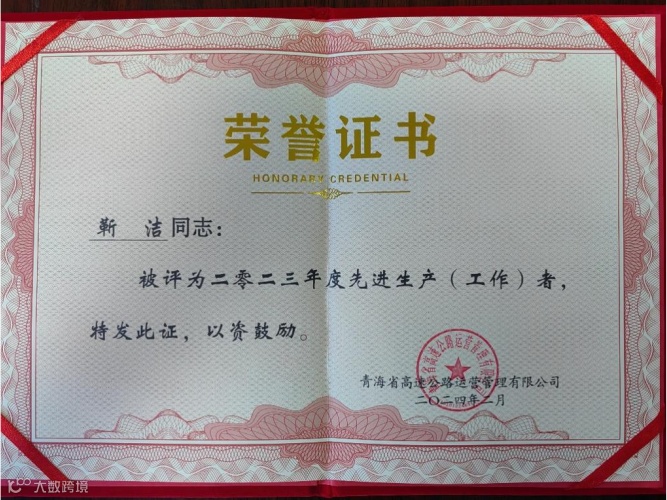 荣誉证书
HONORARY CREDENTIAL
靳 洁同志：
被评为二零二三年度先进生产（工作）者，
特发此证，以资鼓励。
青海省高速公路运营管理有限公司
二〇二四年二月
大数跨境